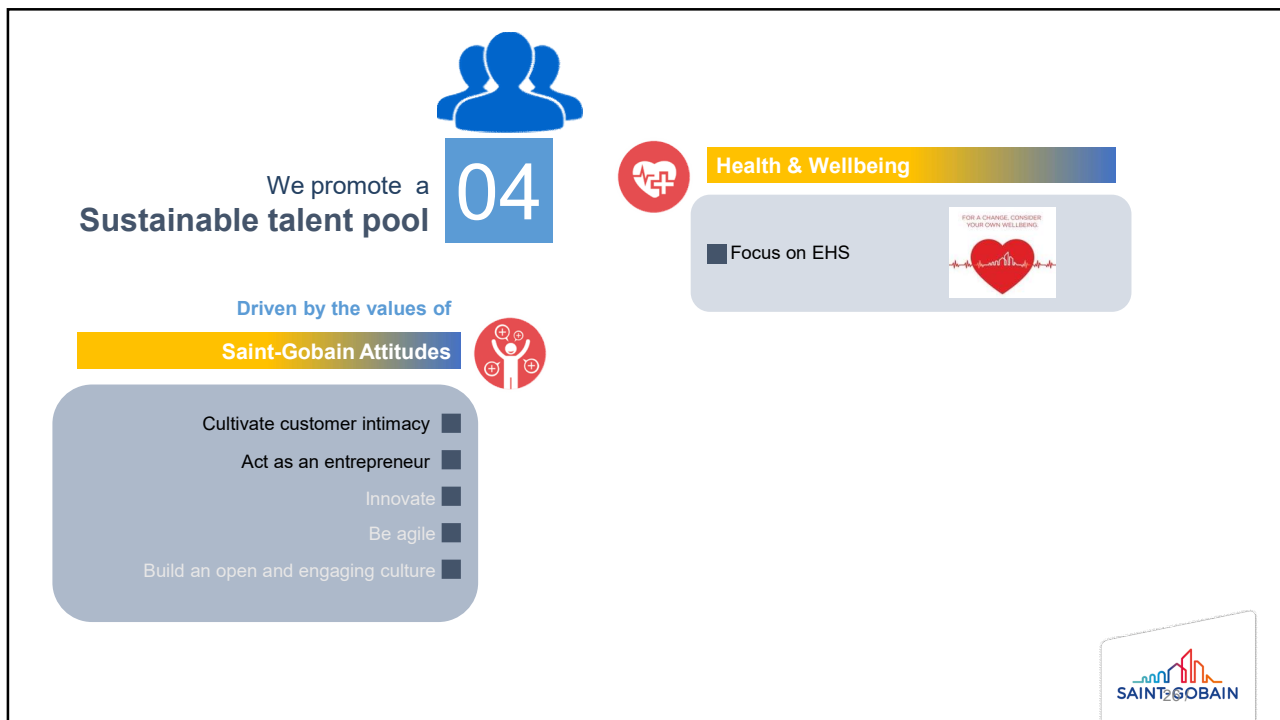 We promote a
Sustainable talent pool
04
Driven by the values of
Saint-Gobain Attitudes
Cultivate customer intimacy
Act as an entrepreneur
Innovate
Be agile
Build an open and engaging culture
Health & Wellbeing
Focus on EHS
FOR A CHANGE, CONSIDER
YOUR OWN WELLBEING.
SAINT-GOBAIN